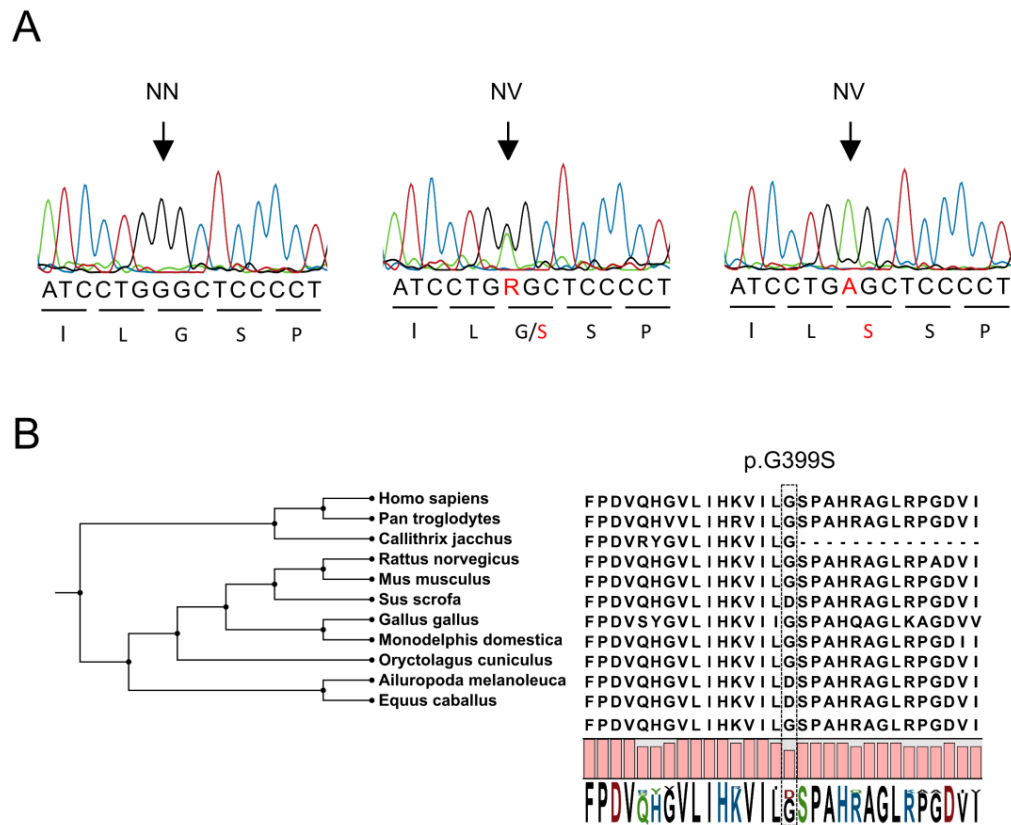 A
NN
NV
NV
ATCCTGGGCTCCCCT
ATCCTGRGCTCCCCT
ATCCTGAGCTCCCCT
I L G S P
I L G/S S P
I L S S P
B
p.G399S
Homo sapiens FPDVQHGVLIHKVILGSPAHRAGLRPGDVI
Pan troglodytes FPDVQHVVLIHRVILGSPAHRAGLRPGDVI
Callithrix jacchus FPDVRYGVLIHKVILG--------------
Rattus norvegicus FPDVQHGVLIHKVILGSPAHRAGLRPADVI
Mus musculus FPDVQHGVLIHKVILGSPAHRAGLRPGDVI
Sus scrofa FPDVQHGVLIHKVILDSPAHRAGLRPGDVI
Gallus gallus FPDVSYGVLIHKVIIGSPAHQAGLKAGDVV
Monodelphis domestica FPDVQHGVLIHKVILGSPAHRAGLRPGDII
Oryctolagus cuniculus FPDVQHGVLIHKVILGSPAHRAGLRPGDVI
Ailuropoda melanoleuca FPDVQHGVLIHKVILDSPAHRAGLRPGDVI
Equus caballus FPDVQHGVLIHKVILDSPAHRAGLRPGDVI
FPDVQHGVLIHKVILGSPAHRAGLRPGDVI
FPDVQHGVLIHKVILGSPAHRAGLRPGDVI